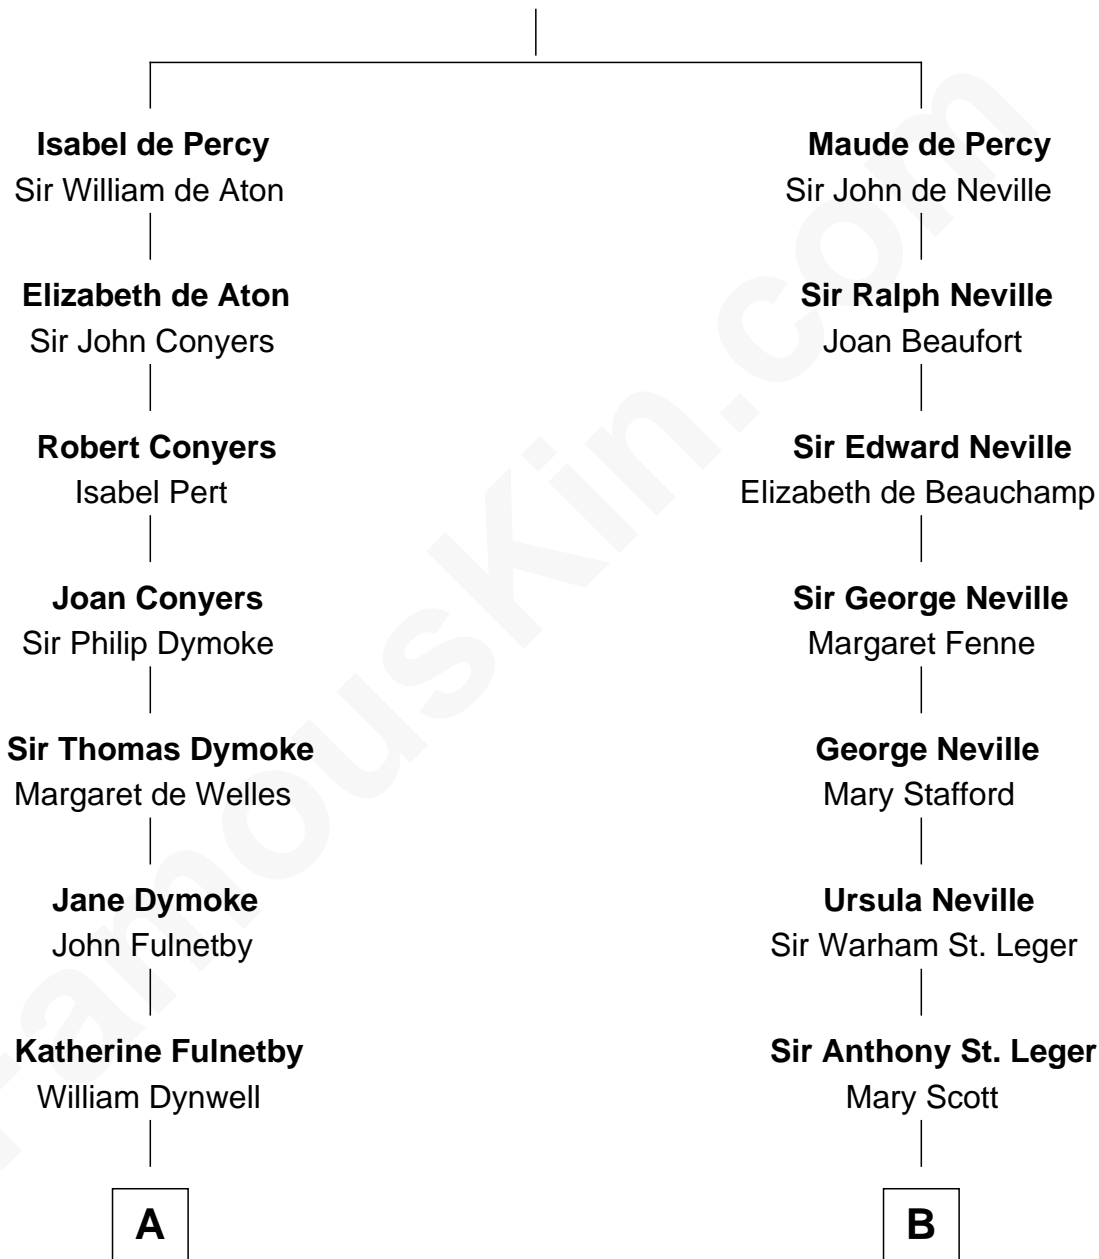 Isabel de Percy
Sir William de Aton
Elizabeth de Aton
Sir John Conyers
Robert Conyers
Isabel Pert
Joan Conyers
Sir Philip Dymoke
Sir Thomas Dymoke
Margaret de Welles
Jane Dymoke
John Fulnetby
Katherine Fulnetby
William Dynwell
A
Maude de Percy
Sir John de Neville
Sir Ralph Neville
Joan Beaufort
Sir Edward Neville
Elizabeth de Beauchamp
Sir George Neville
Margaret Fenne
George Neville
Mary Stafford
Ursula Neville
Sir Warham St. Leger
Sir Anthony St. Leger
Mary Scott
B
FamousKin.com